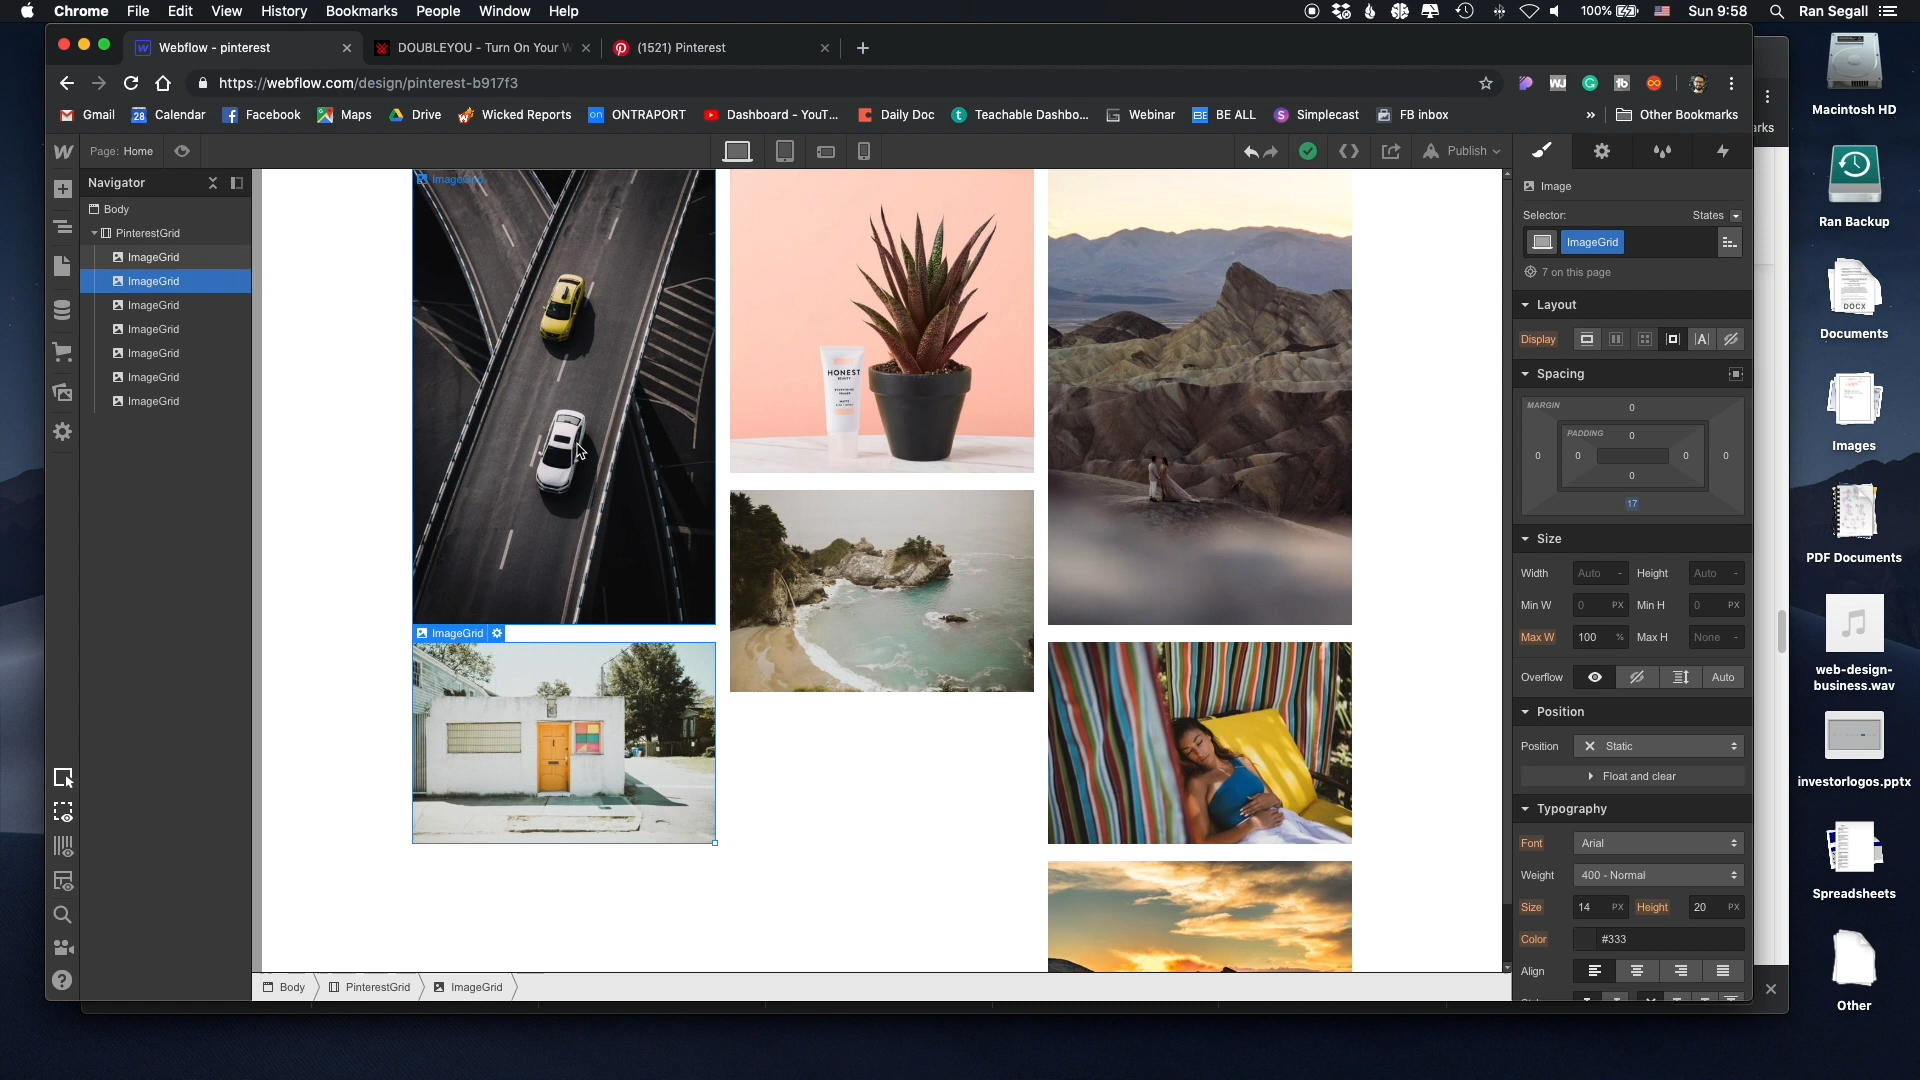 Chrome File Edit View History Bookmarks People Window Help 100% Sun 9:58 Ran Segall
Webflow - pinterest
DOUBLEYOU - Turn On Your W
(1521) Pinterest
https://webflow.com/design/pinterest-b917f3
Gmail
28 Calendar
Facebook
Maps
Drive
Wicked Reports
on ONTRAPORT
Dashboard - YouT...
Daily Doc
Teachable Dashbo...
Webinar
BE BE ALL
Simplecast
FB inbox
»
Other Bookmarks
arks
Page: Home
Publish
Navigator
Body
PinterestGrid
ImageGrid
ImageGrid
ImageGrid
ImageGrid
ImageGrid
ImageGrid
ImageGrid
ImageGrid
HONEST
BEAUTY
ImageGrid
Body
PinterestGrid
ImageGrid
Image
Selector:
States
ImageGrid
7 on this page
Layout
Display
Spacing
MARGIN
0
PADDING
0
0 0 0 0
0
17
Size
Width Auto - Height Auto -
Min W 0 PX Min H 0 PX
Max W 100 % Max H None -
Overflow Auto
Position
Position Static
Float and clear
Typography
Font Arial
Weight 400 - Normal
Size 14 PX Height 20 PX
Color #333
Align
Macintosh HD
Ran Backup
DOCX
Documents
Images
PDF Documents
web-design-
business.wav
investorlogos.pptx
Spreadsheets
Other